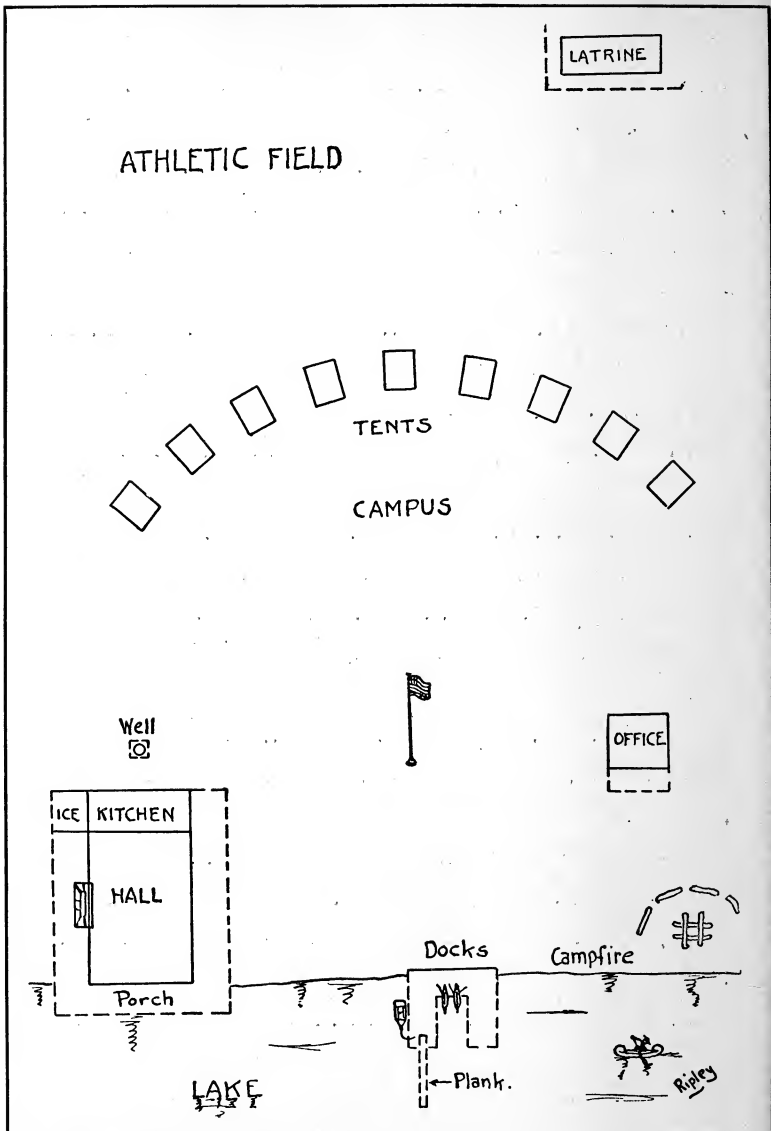 LATRINE
ATHLETIC FIELD
TENTS
CAMPUS
Well
OFFICE
ICE
KITCHEN
HALL
Docks
Campfire
Porch
Plank.
LAKE
Ripley